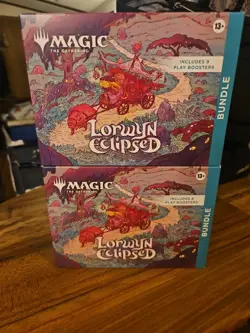 MAGIC
THE GATHERING
13+
INCLUDES 9
PLAY BOOSTERS
LORWYN
ECLIPSED
BUNDLE
MAGIC
THE GATHERING
13+
INCLUDES 9
PLAY BOOSTERS
LORWYN
ECLIPSED
BUNDLE